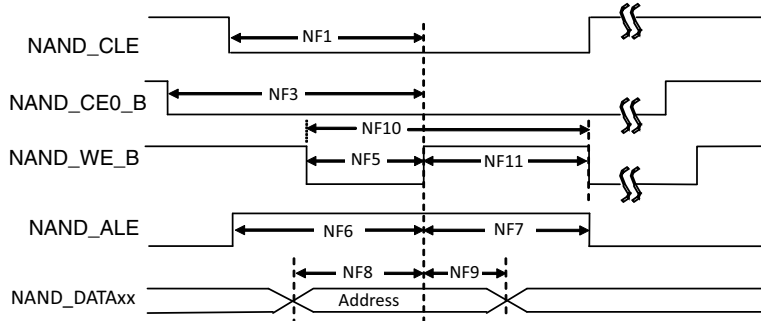 NAND_CLE
NF1
NAND_CE0_B
NF3
NF10
NAND_WE_B
NF5
NF11
NAND_ALE
NF6
NF7
NF8
NF9
NAND_DATAxx
Address